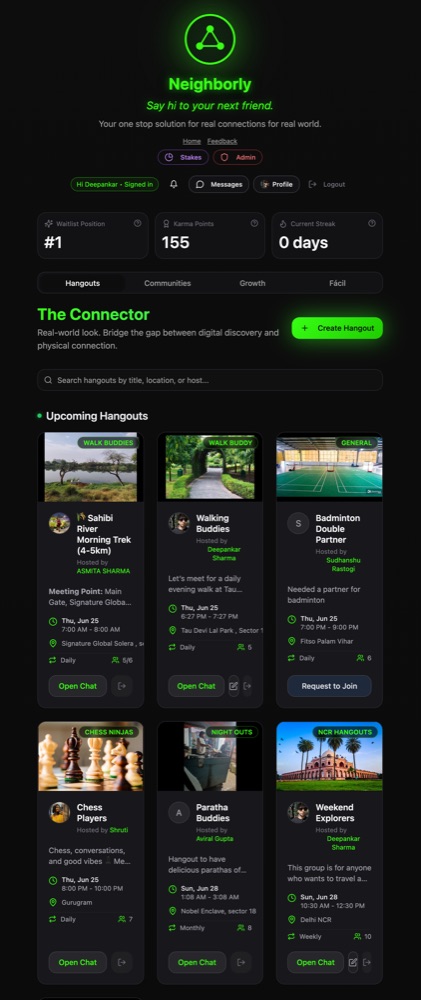 Neighborly
Say hi to your next friend.
Your one stop solution for real connections for real world.
Home Feedback
Stakes Admin
Hi Deepankar • Signed in Messages Profile Logout
Waitlist Position
#1
Karma Points
155
Current Streak
0 days
Hangouts Communities Growth Fácil
The Connector
Real-world look. Bridge the gap between digital discovery and
physical connection.
+ Create Hangout
Search hangouts by title, location, or host...
Upcoming Hangouts
WALK BUDDIES
Sahibi
River
Morning Trek
(4-5km)
Hosted by
ASMITA SHARMA
Meeting Point: Main
Gate, Signature Globa...
Thu, Jun 25
7:00 AM - 8:00 AM
Signature Global Solera , se
Daily 5/6
Open Chat
WALK BUDDY
Walking
Buddies
Hosted by
Deepankar
Sharma
Let's meet for a daily
evening walk at Tau...
Thu, Jun 25
6:27 PM - 7:27 PM
Tau Devi Lal Park , Sector 1
Daily 5
Open Chat
GENERAL
S
Badminton
Double
Partner
Hosted by
Sudhanshu
Rastogi
Needed a partner for
badminton
Thu, Jun 25
7:00 PM - 9:00 PM
Fitso Palam Vihar
Daily 6
Request to Join
CHESS NINJAS
Chess
Players
Hosted by Shruti
Chess, conversations,
and good vibes Me...
Thu, Jun 25
8:00 PM - 10:00 PM
Gurugram
Daily 7
Open Chat
NIGHT OUTS
A
Paratha
Buddies
Hosted by
Aviral Gupta
Hangout to have
delicious parathas of...
Sun, Jun 28
1:08 AM - 3:08 AM
Nobel Enclave, sector 18
Monthly 8
Open Chat
NCR HANGOUTS
Weekend
Explorers
Hosted by
Deepankar
Sharma
This group is for anyone
who wants to travel a...
Sun, Jun 28
10:30 AM - 12:30 PM
Delhi NCR
Weekly 10
Open Chat